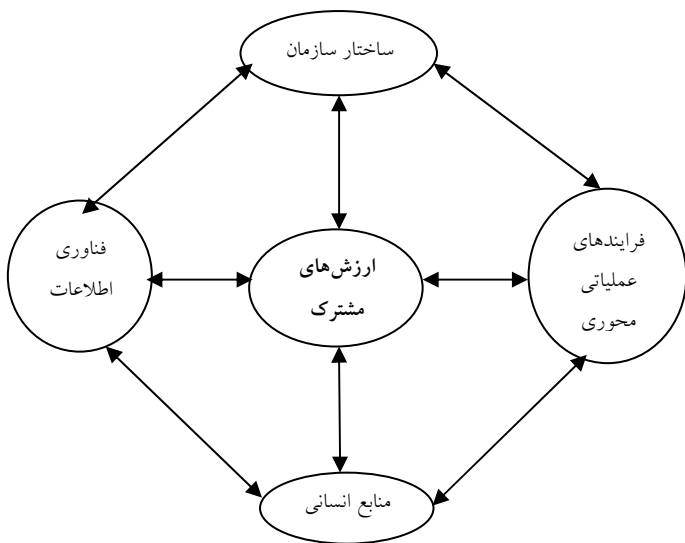 ساختار سازمان
فرایندهای
عملیاتی
محوری
ارزش‌های
مشترک
فناوری
اطلاعات
منابع انسانی